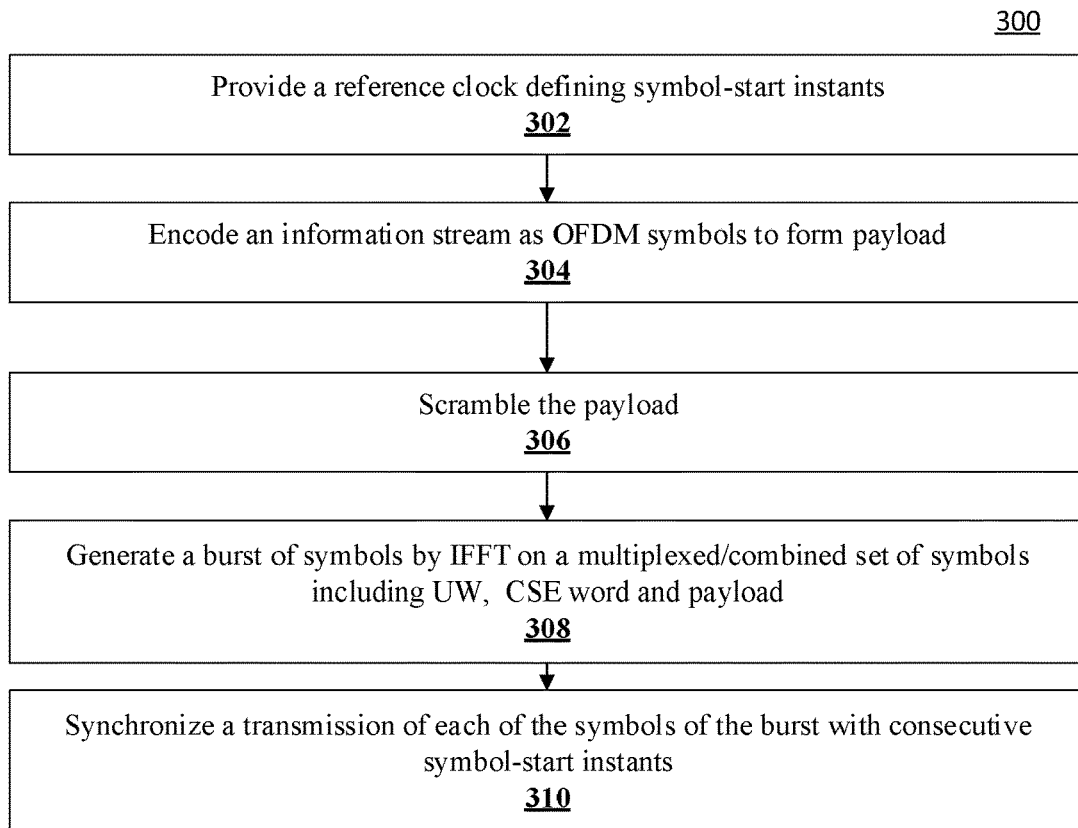 300
Provide a reference clock defining symbol-start instants
302
Encode an information stream as OFDM symbols to form payload
304
Scramble the payload
306
Generate a burst of symbols by IFFT on a multiplexed/combined set of symbols
including UW, CSE word and payload
308
Synchronize a transmission of each of the symbols of the burst with consecutive
symbol-start instants
310